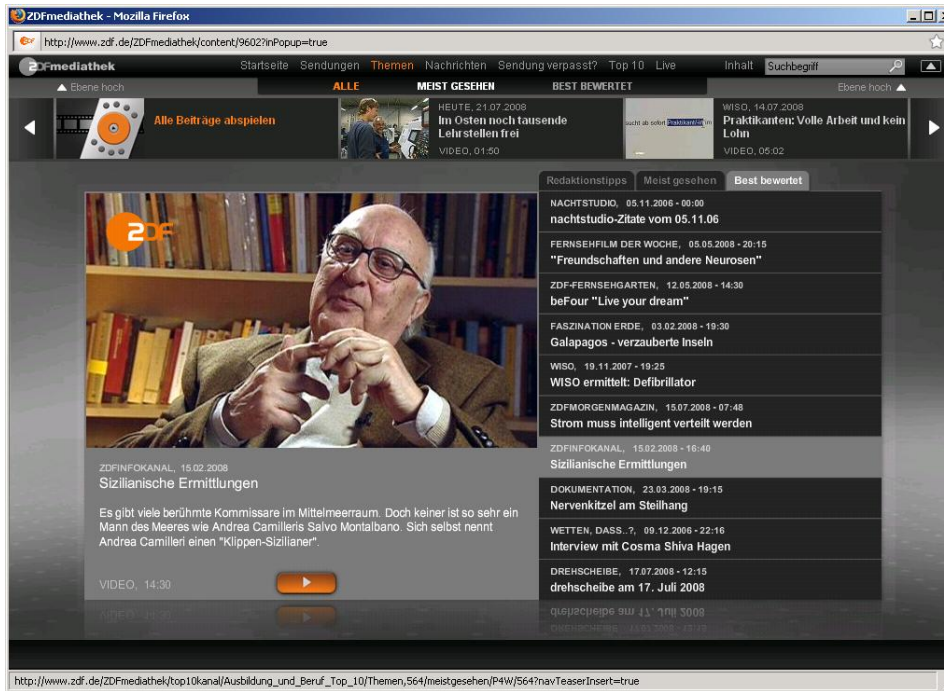 ZDFmediathek - Mozilla Firefox
http://www.zdf.de/ZDFmediathek/content/9602?inPopup=true
ZDFmediathek Startseite Sendungen Themen Nachrichten Sendung verpasst? Top 10 Live Inhalt Suchbegriff
Ebene hoch ALLE MEIST GESEHEN BEST BEWERTET Ebene hoch
Alle Beiträge abspielen
HEUTE, 21.07.2008
Im Osten noch tausende
Lehrstellen frei
VIDEO, 01:50
sucht ab sofort Praktikant/in im
WISO, 14.07.2008
Praktikanten: Volle Arbeit und kein
Lohn
VIDEO, 05:02
Redaktionstipps Meist gesehen Best bewertet
ZDF
NACHTSTUDIO, 05.11.2006 - 00:00
nachtstudio-Zitate vom 05.11.06
FERNSEHFILM DER WOCHE, 05.05.2008 - 20:15
"Freundschaften und andere Neurosen"
ZDF-FERNSEHGARTEN, 12.05.2008 - 14:30
beFour "Live your dream"
FASZINATION ERDE, 03.02.2008 - 19:30
Galapagos - verzauberte Inseln
WISO, 19.11.2007 - 19:25
WISO ermittelt: Defibrillator
ZDFMORGENMAGAZIN, 15.07.2008 - 07:48
Strom muss intelligent verteilt werden
ZDFINFOKANAL, 15.02.2008 - 16:40
Sizilianische Ermittlungen
DOKUMENTATION, 23.03.2008 - 19:15
Nervenkitzel am Steilhang
WETTEN, DASS..?, 09.12.2006 - 22:16
Interview mit Cosma Shiva Hagen
DREHSCHEIBE, 17.07.2008 - 12:15
drehscheibe am 17. Juli 2008
ZDFINFOKANAL, 15.02.2008
Sizilianische Ermittlungen
Es gibt viele berühmte Kommissare im Mittelmeerraum. Doch keiner ist so sehr ein
Mann des Meeres wie Andrea Camilleris Salvo Montalbano. Sich selbst nennt
Andrea Camilleri einen "Klippen-Sizilianer".
VIDEO, 14:30
http://www.zdf.de/ZDFmediathek/top10kanal/Ausbildung_und_Beruf_Top_10/Themen,564/meistgesehen/P4W/564?navTeaserInsert=true